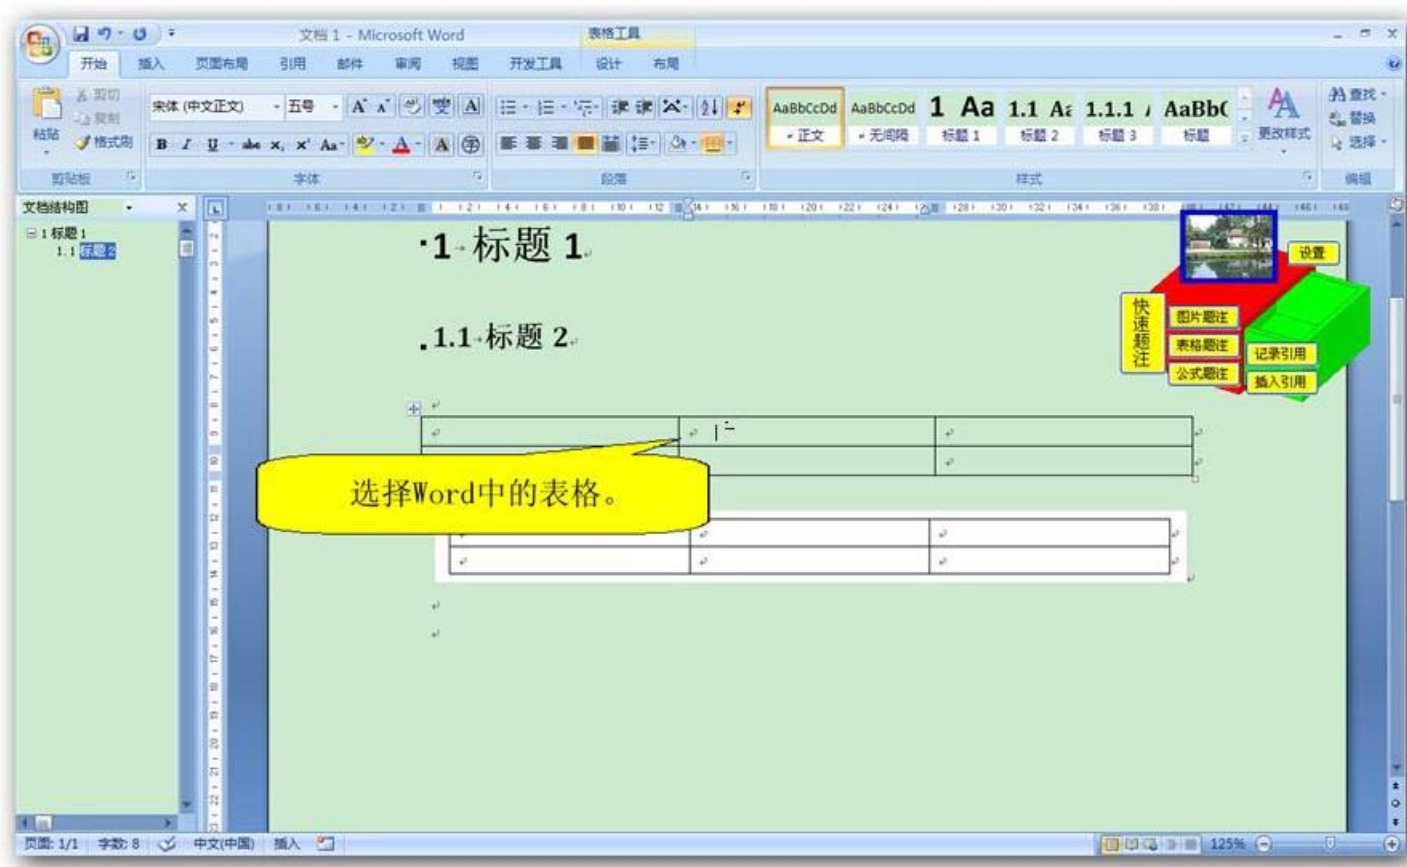 文档 1 - Microsoft Word
表格工具
开始 插入 页面布局 引用 邮件 审阅 视图 开发工具 设计 布局
粘贴
剪切
复制
格式刷
剪贴板
宋体 (中文正文) 五号
字体
段落
AaBbCcDd AaBbCcDd 1 Aa 1.1 Aa 1.1.1 AaBb(
正文 无间隔 标题 1 标题 2 标题 3 标题
更改样式
样式
查找
替换
选择
编辑
文档结构图
1 标题 1
1.1 标题 2
1 标题 1
1.1 标题 2
设置
快速题注
图片题注
表格题注
公式题注
记录引用
插入引用
选择Word中的表格。
页面: 1/1 字数: 8 中文(中国) 插入
125%